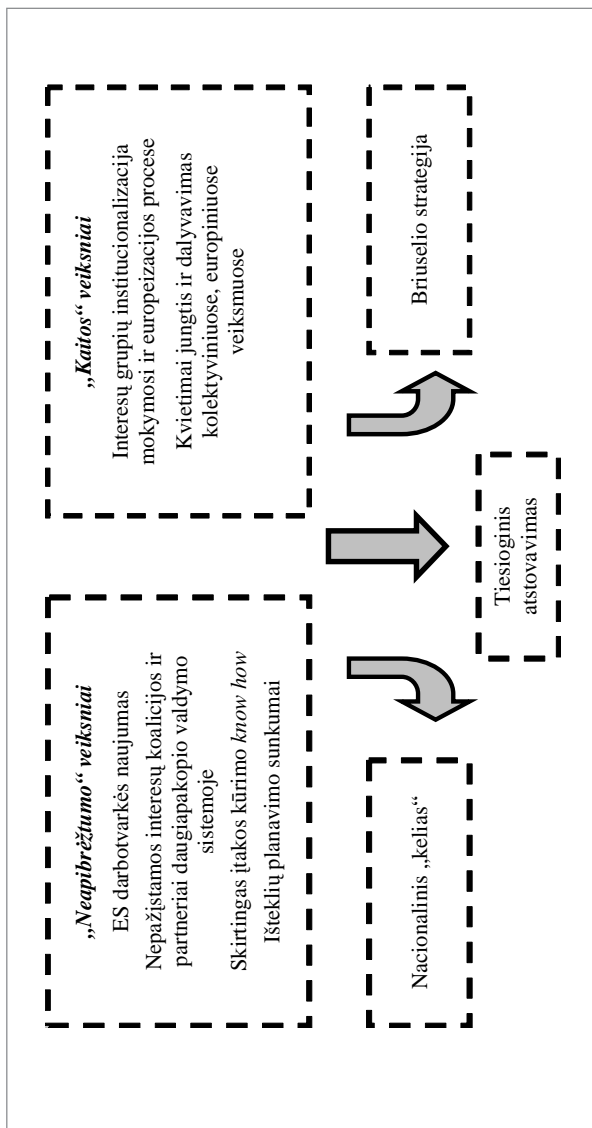 „Neapibrėžtumo“ veiksniai
ES darbotvarkės naujumas
Nepažįstamos interesų koalicijos ir
partneriai daugiapakopio valdymo
sistemoje
Skirtingas įtakos kūrimo know how
Išteklių planavimo sunkumai
„Kaitos“ veiksniai
Interesų grupių institucionalizacija
mokymosi ir europeizacijos procese
Kvietimai jungtis ir dalyvavimas
kolektyviniuose, europiniuose
veiksmuose
Nacionalinis „kelias“
Tiesioginis
atstovavimas
Briuselio strategija